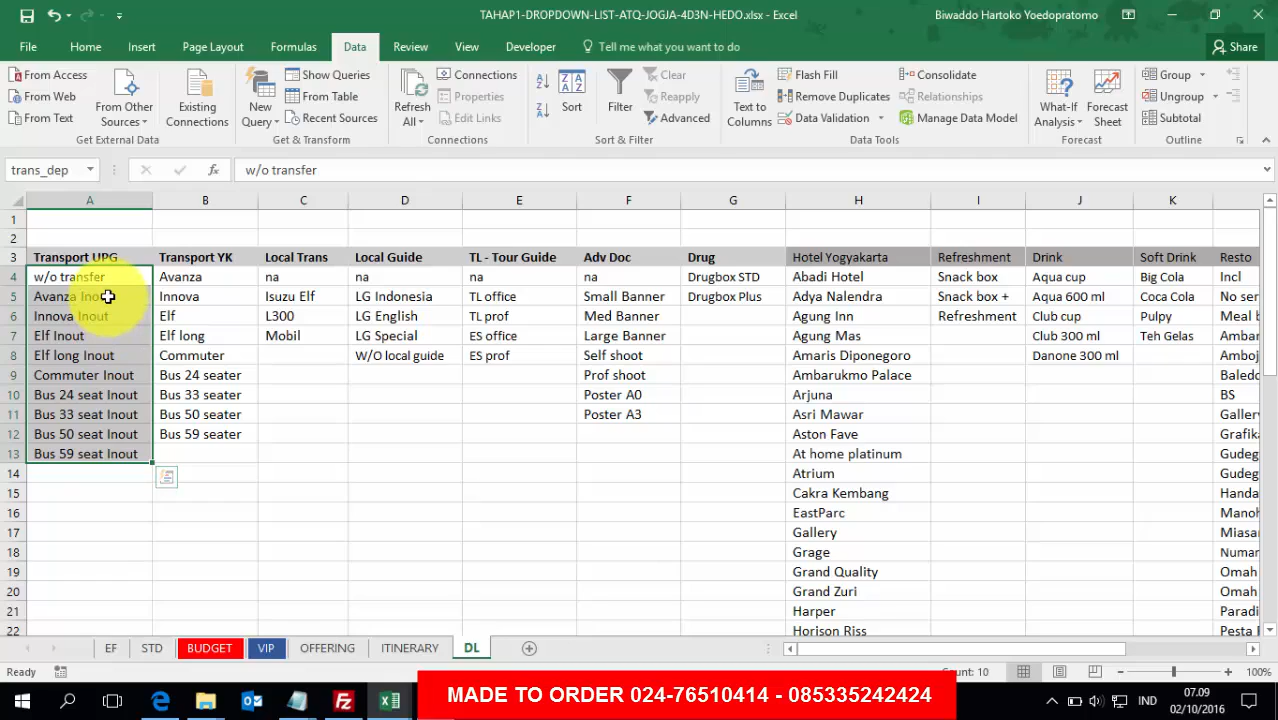 TAHAP1-DROPDOWN-LIST-ATQ-JOGJA-4D3N-HEDO.xlsx - Excel
Biwaddo Hartoko Yoedopratomo
File Home Insert Page Layout Formulas Data Review View Developer Tell me what you want to do Share
From Access
From Web
From Text
From Other Sources
Existing Connections
Get External Data
New Query
Show Queries
From Table
Recent Sources
Get & Transform
Refresh All
Connections
Properties
Edit Links
Connections
Sort
Filter
Clear
Reapply
Advanced
Sort & Filter
Text to Columns
Flash Fill
Remove Duplicates
Data Validation
Consolidate
Relationships
Manage Data Model
Data Tools
What-If Analysis
Forecast Sheet
Forecast
Group
Ungroup
Subtotal
Outline
trans_dep fx w/o transfer
A B C D E F G H I J K
1
2
3 Transport UPG Transport YK Local Trans Local Guide TL - Tour Guide Adv Doc Drug Hotel Yogyakarta Refreshment Drink Soft Drink Resto
4 w/o transfer Avanza na na na na Drugbox STD Abadi Hotel Snack box Aqua cup Big Cola Incl
5 Avanza Inout Innova Isuzu Elf LG Indonesia TL office Small Banner Drugbox Plus Adya Nalendra Snack box + Aqua 600 ml Coca Cola No ser
6 Innova Inout Elf L300 LG English TL prof Med Banner Agung Inn Refreshment Club cup Pulpy Meal b
7 Elf Inout Elf long Mobil LG Special ES office Large Banner Agung Mas Club 300 ml Teh Gelas Ambar
8 Elf long Inout Commuter W/O local guide ES prof Self shoot Amaris Diponegoro Danone 300 ml Amboj
9 Commuter Inout Bus 24 seater Prof shoot Ambarukmo Palace Baled
10 Bus 24 seat Inout Bus 33 seater Poster A0 Arjuna BS
11 Bus 33 seat Inout Bus 50 seater Poster A3 Asri Mawar Gallery
12 Bus 50 seat Inout Bus 59 seater Aston Fave Grafik
13 Bus 59 seat Inout At home platinum Gudeg
14 Atrium Gudeg
15 Cakra Kembang Handa
16 EastParc Manoh
17 Gallery Miasa
18 Grage Numar
19 Grand Quality Omah
20 Grand Zuri Omah
21 Harper Paradi
22 Horison Riss Pesta
EF STD BUDGET VIP OFFERING ITINERARY DL
Ready Count: 10 100%
MADE TO ORDER 024-76510414 - 085335242424
IND
07.09
02/10/2016